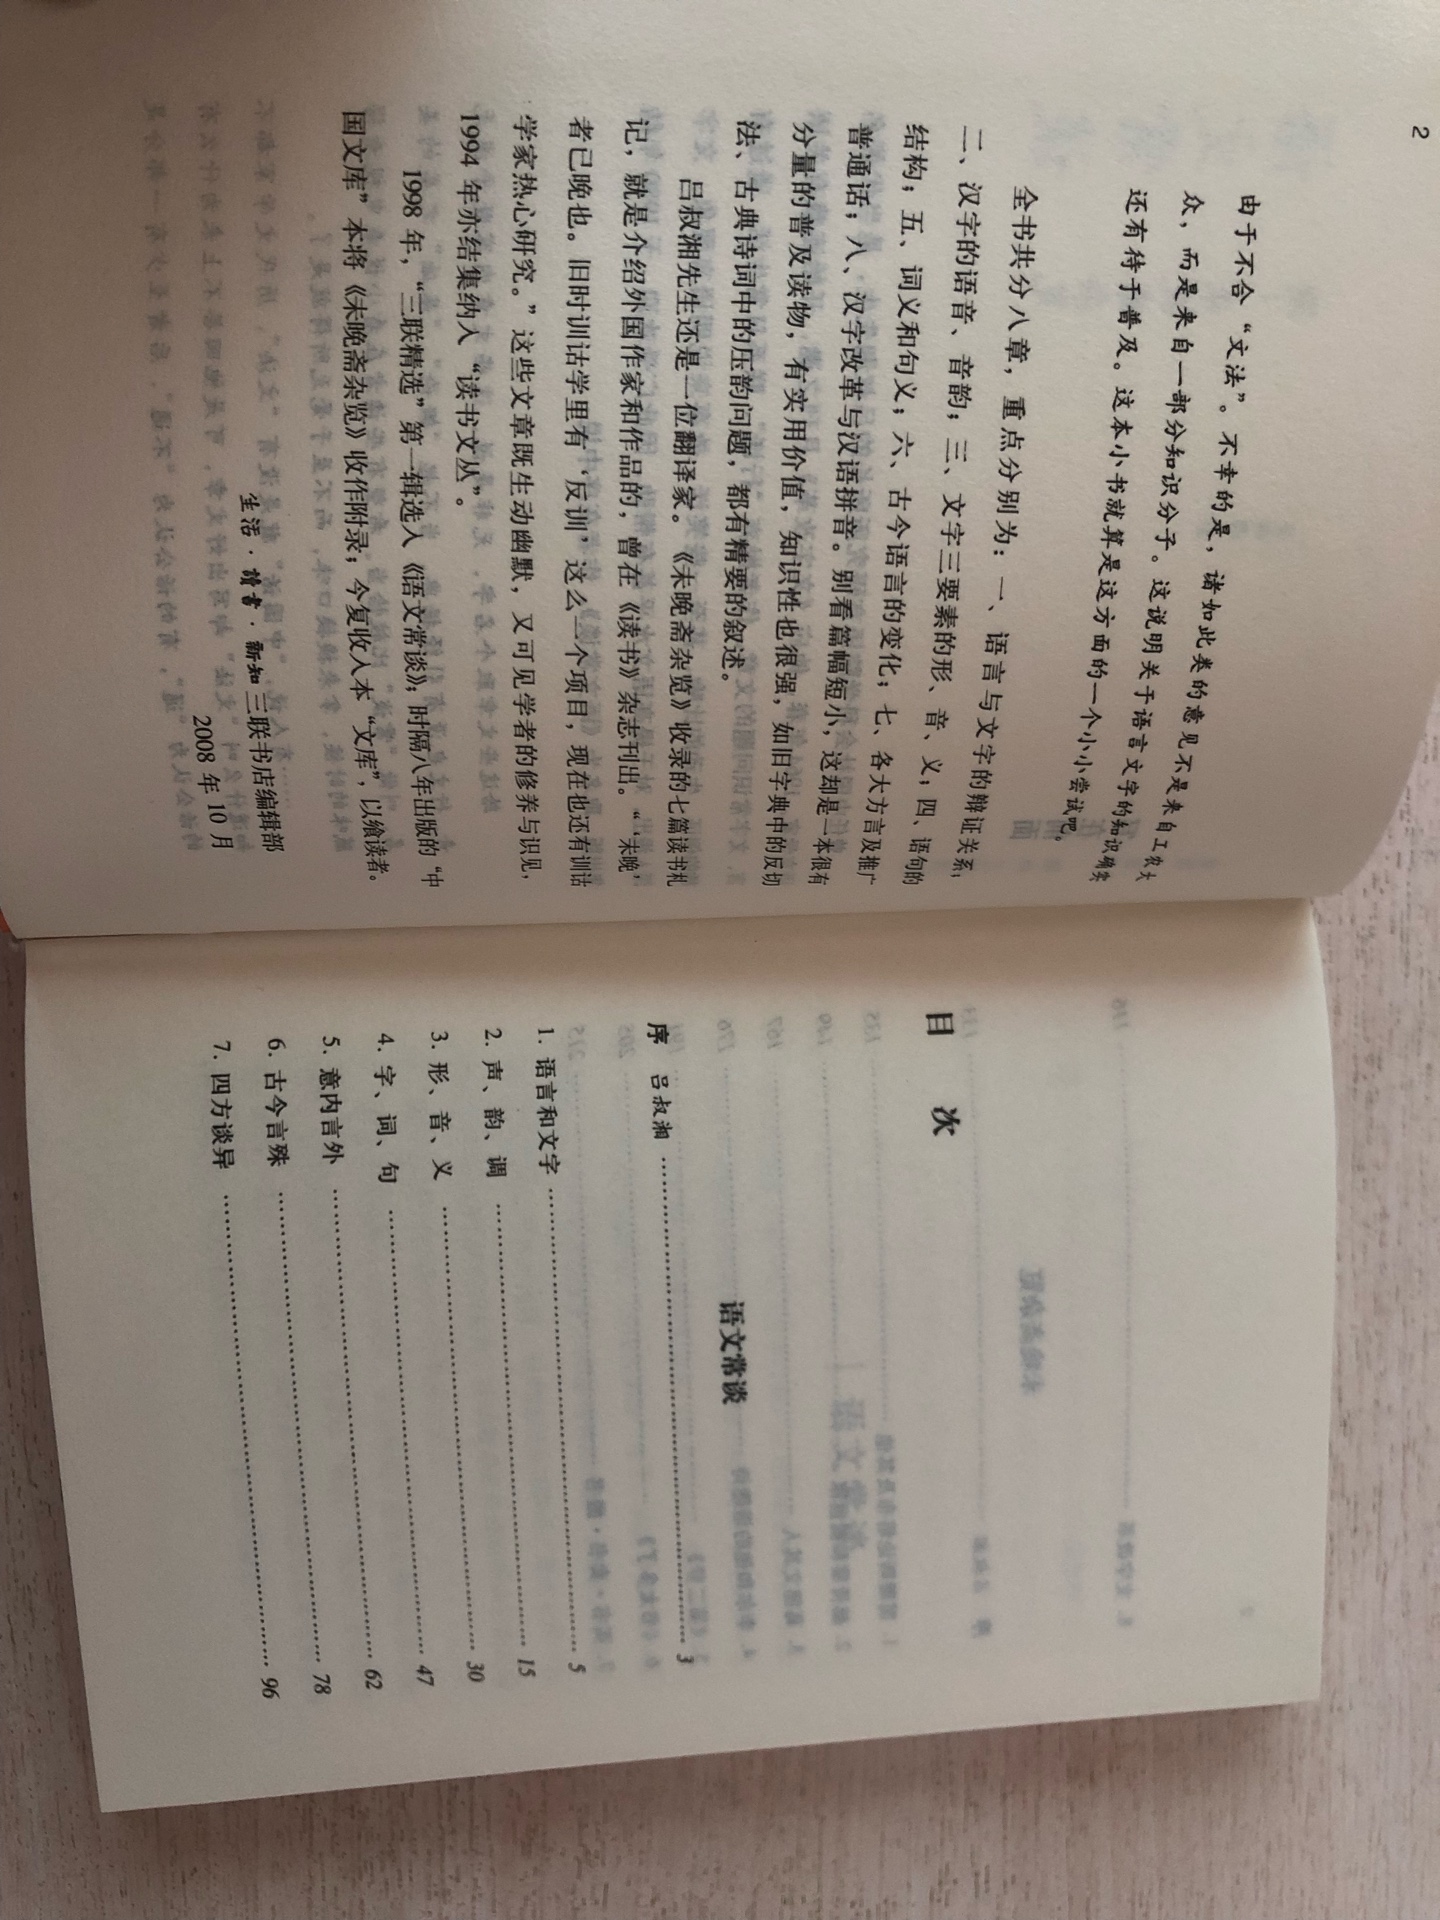 2
由于不合“文法”。不幸的是，诸如此类的意见不是来自工农大
众，而是来自一部分知识分子。这说明关于语言文字的知识确实
还有待于普及。这本小书就算是这方面的一个小小尝试吧。
全书共分八章，重点分别为：一、语言与文字的辩证关系；
二、汉字的语音、音韵；三、文字三要素的形、音、义；四、语句的
结构；五、词义和句义；六、古今语言的变化；七、各大方言及推广
普通话；八、汉字改革与汉语拼音。别看篇幅短小，这却是一本很有
分量的普及读物，有实用价值，知识性也很强，如旧字典中的反切
法、古典诗词中的压韵问题，都有精要的叙述。
吕叔湘先生还是一位翻译家。《未晚斋杂览》收录的七篇读书札
记，就是介绍外国作家和作品的，曾在《读书》杂志刊出。“‘未晚’
者已晚也。旧时训诂学里有‘反训’这么一个项目，现在也还有训诂
学家热心研究。”这些文章既生动幽默，又可见学者的修养与识见，
1994年亦结集纳入“读书文丛”。
1998年，“三联精选”第一辑选入《语文常谈》；时隔八年出版的“中
国文库”本将《未晚斋杂览》收作附录；今复收入本“文库”，以飨读者。
生活·讀書·新知三联书店编辑部
2008年10月
目 次
语文常谈
序 吕叔湘 …… 3
1. 语言和文字 …… 5
2. 声、韵、调 …… 15
3. 形、音、义 …… 30
4. 字、词、句 …… 47
5. 意内言外 …… 62
6. 古今言殊 …… 78
7. 四方谈异 …… 96